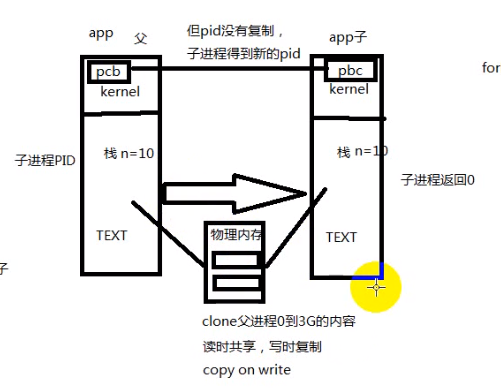 app 父
但pid没有复制，
子进程得到新的pid
app子
pcb
pbc
for
kernel
kernel
子进程PID
栈 n=10
栈 n=10
子进程返回0
TEXT
物理内存
TEXT
子
clone父进程0到3G的内容
读时共享，写时复制
copy on write